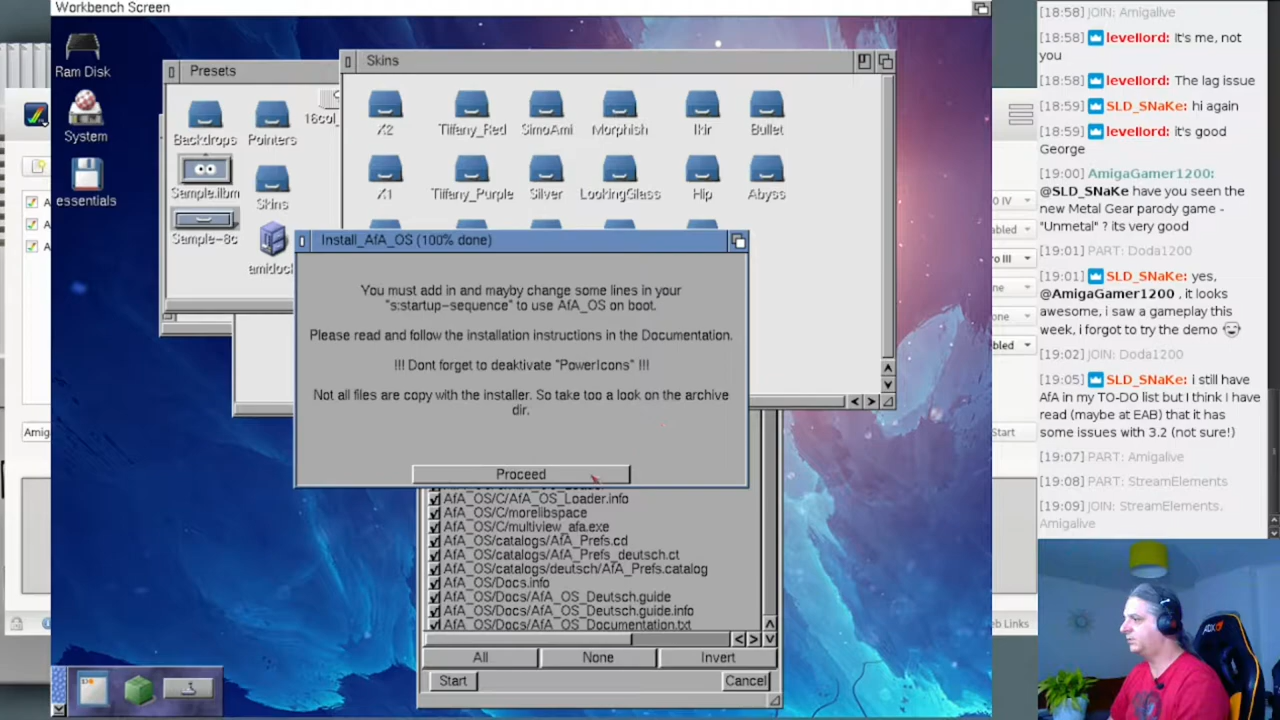 Workbench Screen
Ram Disk
System
essentials
Presets
Backdrops
Pointers
16col_
Sample.ilbm
Skins
Sample-8c
amidoc
Skins
X2
Tiffany_Red
SimoAmi
Morphish
Bullet
X1
Tiffany_Purple
Silver
LookingGlass
Hip
Abyss
Install_AfA_OS (100% done)
You must add in and mayby change some lines in your
"s:startup-sequence" to use AfA_OS on boot.
Please read and follow the installation instructions in the Documentation.
!!! Dont forget to deaktivate "PowerIcons" !!!
Not all files are copy with the installer. So take too a look on the archive
dir.
Proceed
AfA_OS/C/AfA_OS_Loader.info
AfA_OS/C/morelibspace
AfA_OS/C/multiview_afa.exe
AfA_OS/catalogs/AfA_Prefs.cd
AfA_OS/catalogs/AfA_Prefs_deutsch.ct
AfA_OS/catalogs/deutsch/AfA_Prefs.catalog
AfA_OS/Docs.info
AfA_OS/Docs/AfA_OS_Deutsch.guide
AfA_OS/Docs/AfA_OS_Deutsch.guide.info
AfA_OS/Docs/AfA_OS_Documentation.txt
All
None
Invert
Start
Cancel
Amig
Start
eb Links
[18:58] JOIN: Amigalive
[18:58] levellord: It's me, not
you
[18:58] levellord: The lag issue
[18:59] SLD_SNaKe: hi again
[18:59] levellord: it's good
George
[19:00] AmigaGamer1200:
@SLD_SNaKe have you seen the
new Metal Gear parody game -
"Unmetal" ? its very good
[19:01] PART: Doda1200
[19:01] SLD_SNaKe: yes,
@AmigaGamer1200 , it looks
awesome, i saw a gameplay this
week, i forgot to try the demo
[19:02] JOIN: Doda1200
[19:05] SLD_SNaKe: i still have
AfA in my TO-DO list but I think I have
read (maybe at EAB) that it has
some issues with 3.2 (not sure!)
[19:07] PART: Amigalive
[19:08] PART: StreamElements
[19:09] JOIN: StreamElements,
Amigalive